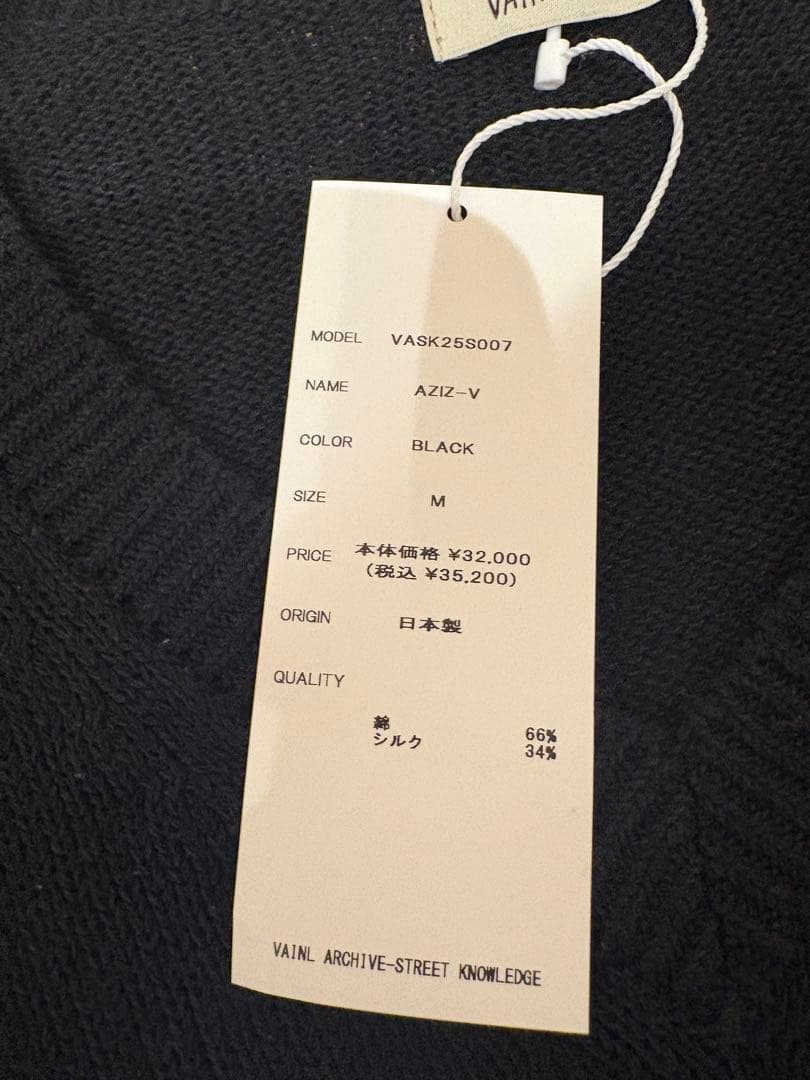 MODEL VASK25S007
NAME AZIZ-V
COLOR BLACK
SIZE M
PRICE 本体価格 ¥32,000
(税込 ¥35,200)
ORIGIN 日本製
QUALITY
綿 66%
シルク 34%
VAINL ARCHIVE-STREET KNOWLEDGE